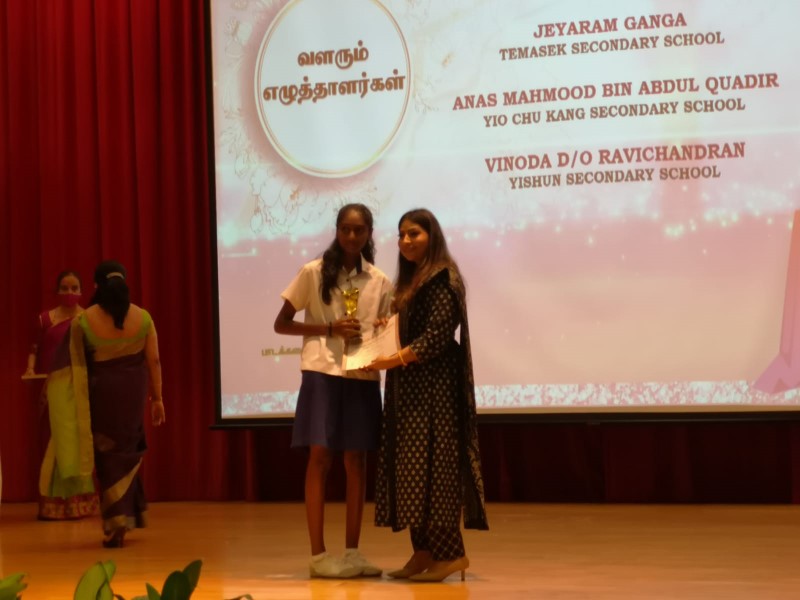 வளரும்
எழுத்தாளர்கள்
JEYARAM GANGA
TEMASEK SECONDARY SCHOOL
ANAS MAHMOOD BIN ABDUL QUADIR
YIO CHU KANG SECONDARY SCHOOL
VINODA D/O RAVICHANDRAN
YISHUN SECONDARY SCHOOL